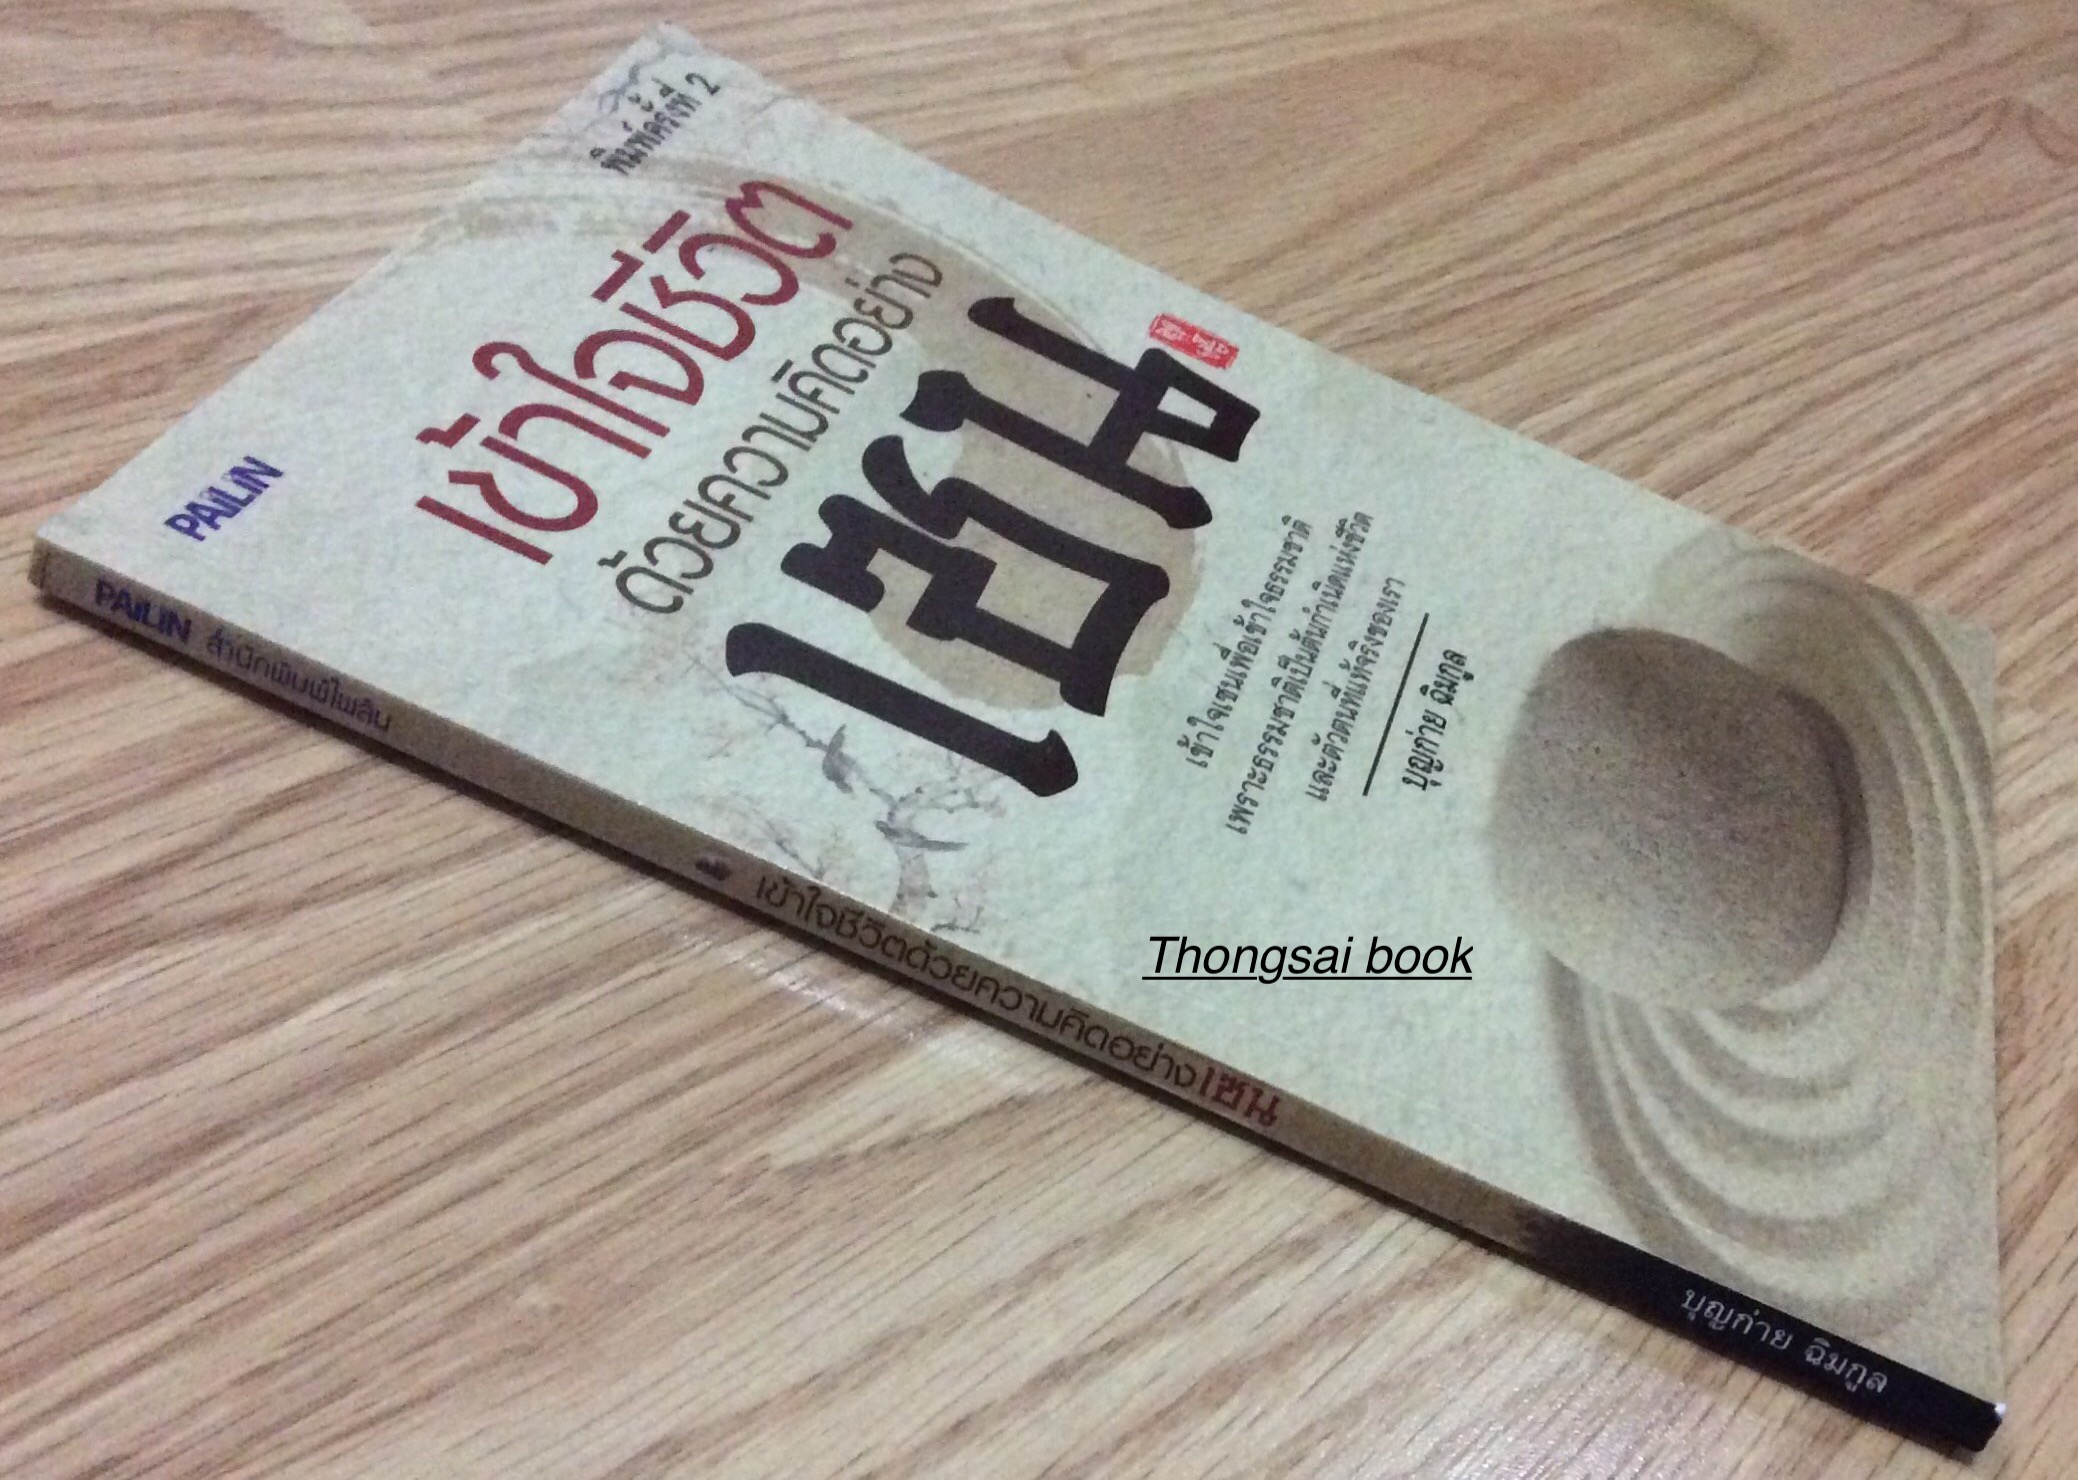 พิมพ์ครั้งที่ 2
PAiLiN
เข้าใจชีวิต
ด้วยความคิดอย่าง
เซน
เข้าใจเซนเพื่อเข้าใจธรรมชาติ
เพราะธรรมชาติเป็นต้นกำเนิดแห่งชีวิต
และตัวตนที่แท้จริงของเรา
บุญก่าย ฉิมกูล
PAiLiN สำนักพิมพ์ไพลิน
เข้าใจชีวิตด้วยความคิดอย่างเซน
บุญก่าย ฉิมกูล
Thongsai book